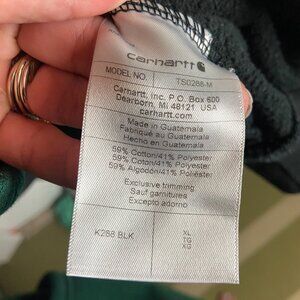 carhartt
MODEL NO. TS0288-M
Carhartt, Inc. P.O. Box 600
Dearborn, MI 48121 USA
carhartt.com
Made in Guatemala
Fabriqué au Guatemala
Hecho en Guatemala
59% Cotton/41% Polyester
59% Coton/41% Polyester
59% Algodón/41% Poliéster
Exclusive trimming
Sauf garnitures
Excepto adorno
K288 BLK
XL
TG
XG